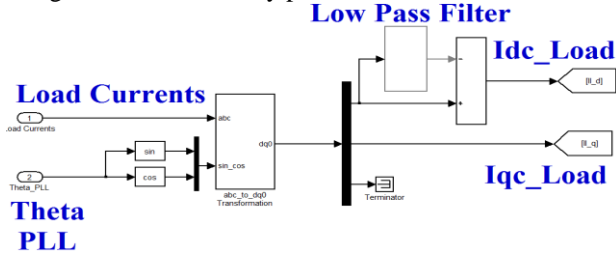 Low Pass Filter
Idc_Load
Load Currents
1
Load Currents
abc
dq0
sin_cos
sin
cos
2
Theta_PLL
Theta
PLL
abc_to_dq0
Transformation
-
+
[Il_d]
[Il_q]
Iqc_Load
Terminator